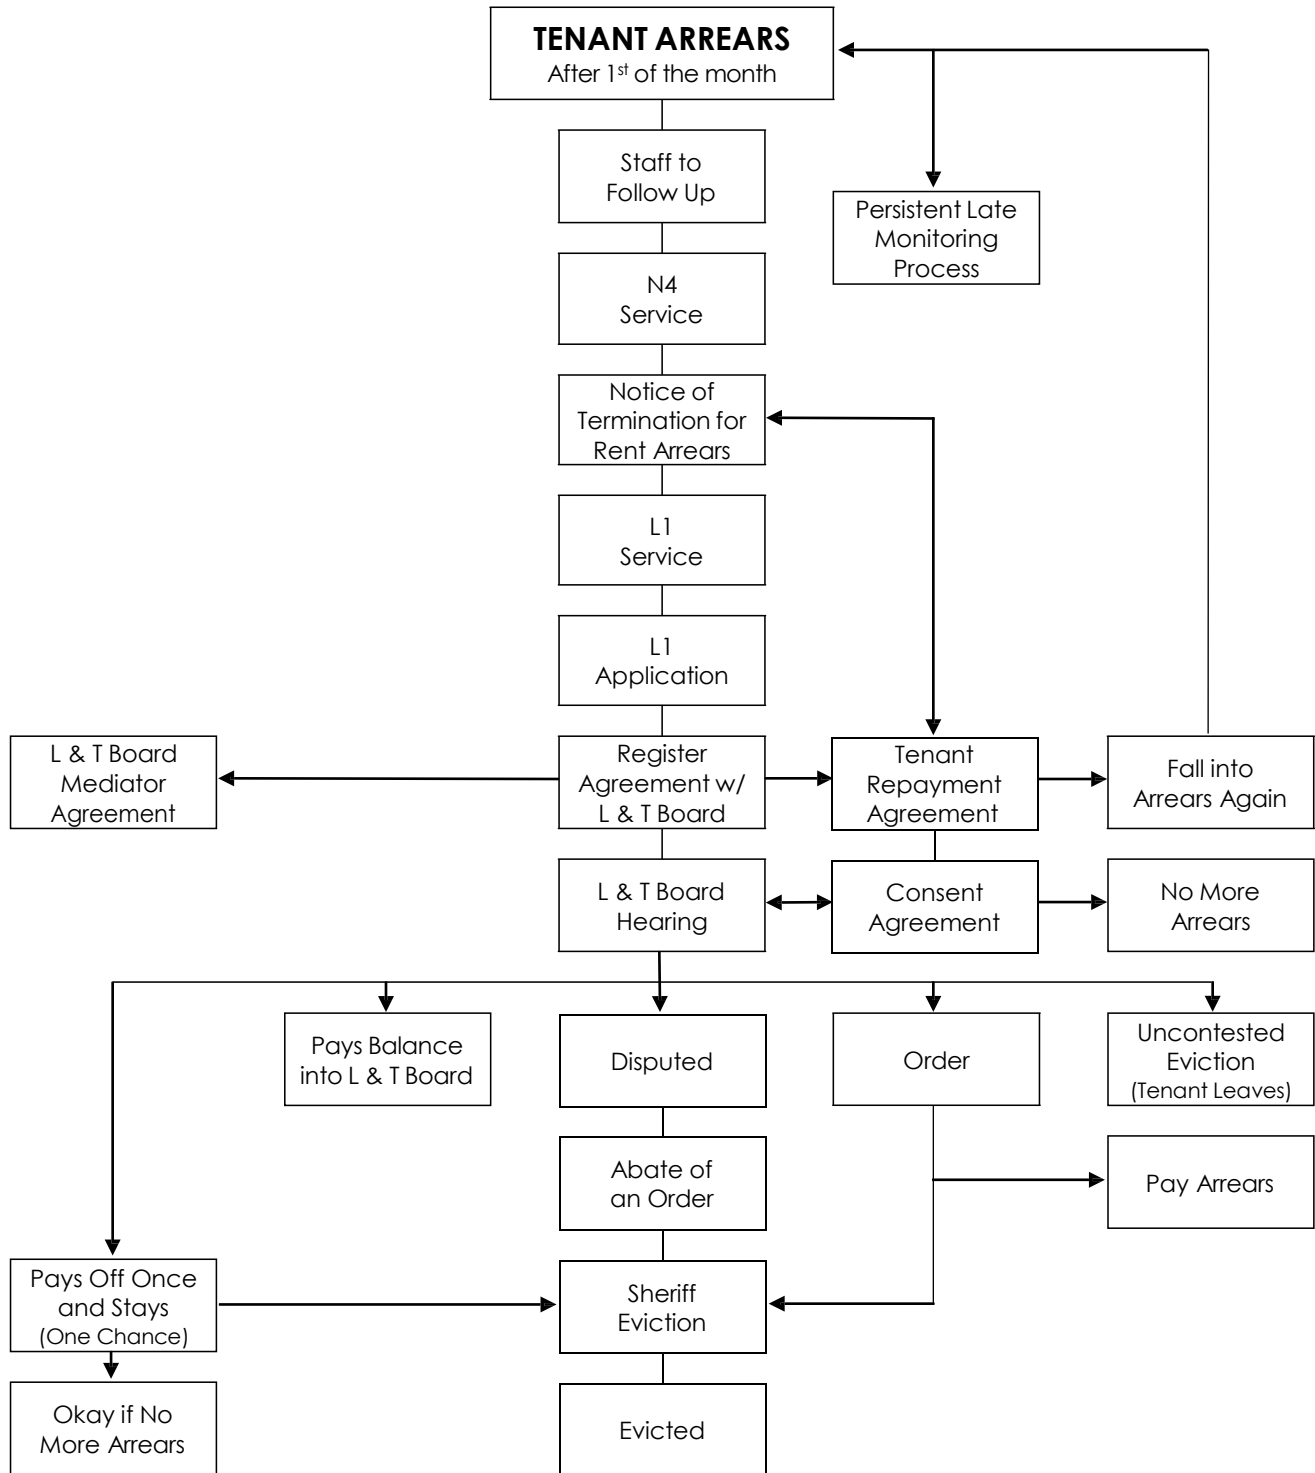 TENANT ARREARS
After 1st of the month
Staff to
Follow Up
Persistent Late
Monitoring
Process
N4
Service
Notice of
Termination for
Rent Arrears
L1
Service
L1
Application
L & T Board
Mediator
Agreement
Register
Agreement w/
L & T Board
Tenant
Repayment
Agreement
Fall into
Arrears Again
L & T Board
Hearing
Consent
Agreement
No More
Arrears
Pays Balance
into L & T Board
Disputed
Order
Uncontested
Eviction
(Tenant Leaves)
Abate of
an Order
Pay Arrears
Pays Off Once
and Stays
(One Chance)
Sheriff
Eviction
Okay if No
More Arrears
Evicted